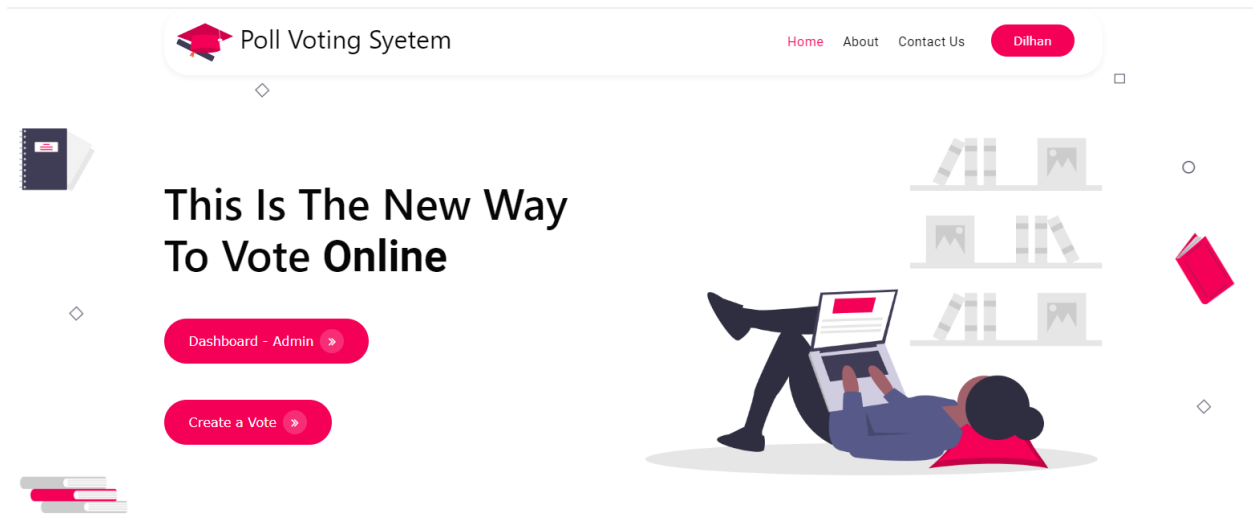 Poll Voting Syetem
Home About Contact Us Dilhan
This Is The New Way
To Vote Online
Dashboard - Admin »
Create a Vote »